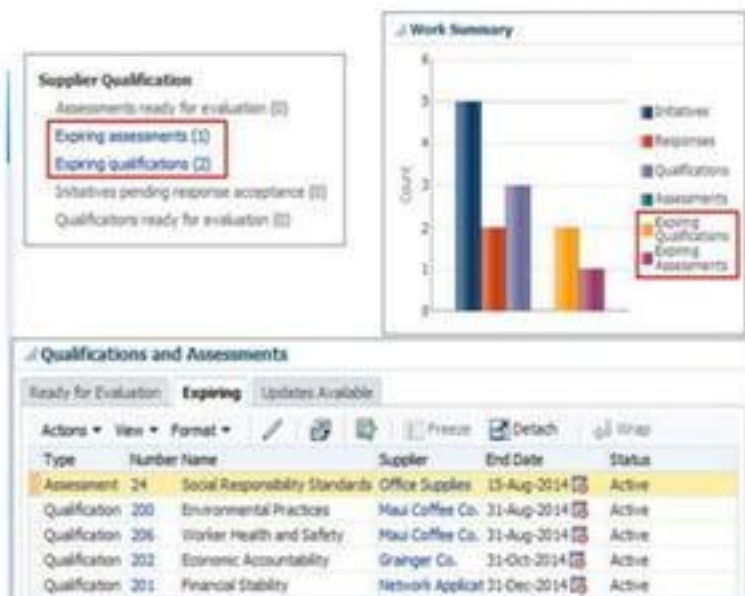 Supplier Qualification
Assessments ready for evaluation (0)
Expiring assessments (1)
Expiring qualifications (2)
Initiatives pending response acceptance (0)
Qualifications ready for evaluation (0)
Work Summary
6
5
4
3
2
1
0
Count
Initiatives
Responses
Qualifications
Assessments
Expiring
Qualifications
Expiring
Assessments
Qualifications and Assessments
Ready for Evaluation Expiring Updates Available
Actions View Format Freeze Detach Wrap
Type Number Name Supplier End Date Status
Assessment 24 Social Responsibility Standards Office Supplies 15-Aug-2014 Active
Qualification 200 Environmental Practices Maui Coffee Co. 31-Aug-2014 Active
Qualification 206 Worker Health and Safety Maui Coffee Co. 31-Aug-2014 Active
Qualification 202 Economic Accountability Grainger Co. 31-Oct-2014 Active
Qualification 201 Financial Stability Network Applicat 31-Dec-2014 Active